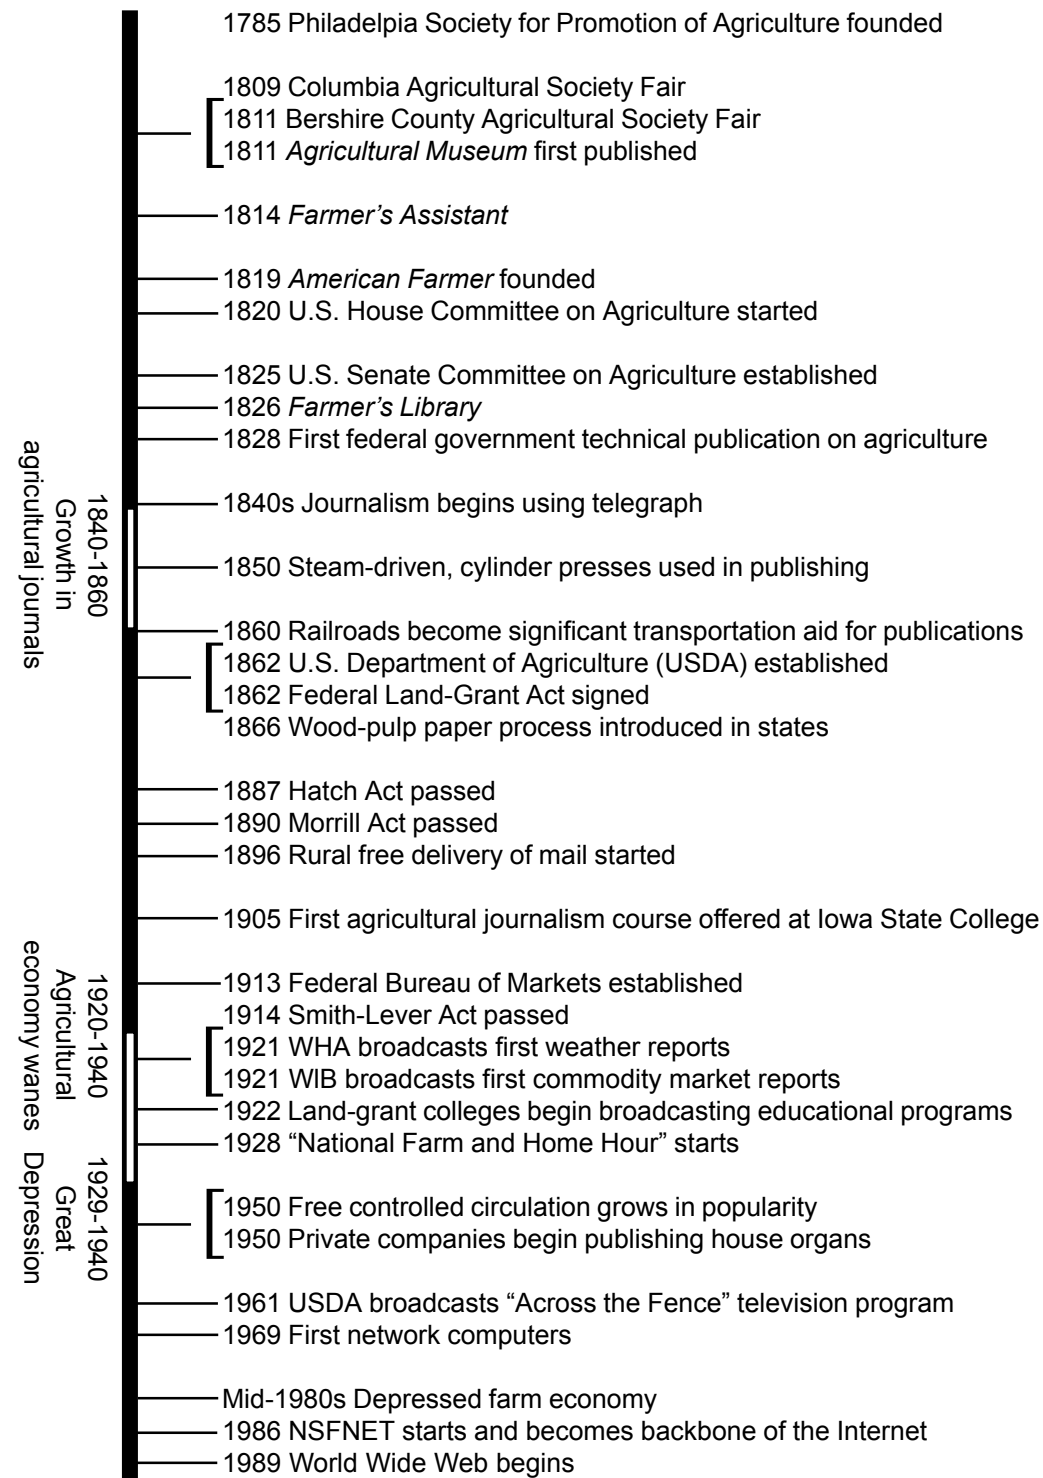 1785 Philadelpia Society for Promotion of Agriculture founded
1809 Columbia Agricultural Society Fair
1811 Bershire County Agricultural Society Fair
1811 Agricultural Museum first published
1814 Farmer’s Assistant
1819 American Farmer founded
1820 U.S. House Committee on Agriculture started
1825 U.S. Senate Committee on Agriculture established
1826 Farmer’s Library
1828 First federal government technical publication on agriculture
1840-1860
Growth in
agricultural journals
1840s Journalism begins using telegraph
1850 Steam-driven, cylinder presses used in publishing
1860 Railroads become significant transportation aid for publications
1862 U.S. Department of Agriculture (USDA) established
1862 Federal Land-Grant Act signed
1866 Wood-pulp paper process introduced in states
1887 Hatch Act passed
1890 Morrill Act passed
1896 Rural free delivery of mail started
1905 First agricultural journalism course offered at Iowa State College
1920-1940
Agricultural
economy wanes
1913 Federal Bureau of Markets established
1914 Smith-Lever Act passed
1921 WHA broadcasts first weather reports
1921 WIB broadcasts first commodity market reports
1922 Land-grant colleges begin broadcasting educational programs
1928 “National Farm and Home Hour” starts
1929-1940
Great
Depression
1950 Free controlled circulation grows in popularity
1950 Private companies begin publishing house organs
1961 USDA broadcasts “Across the Fence” television program
1969 First network computers
Mid-1980s Depressed farm economy
1986 NSFNET starts and becomes backbone of the Internet
1989 World Wide Web begins